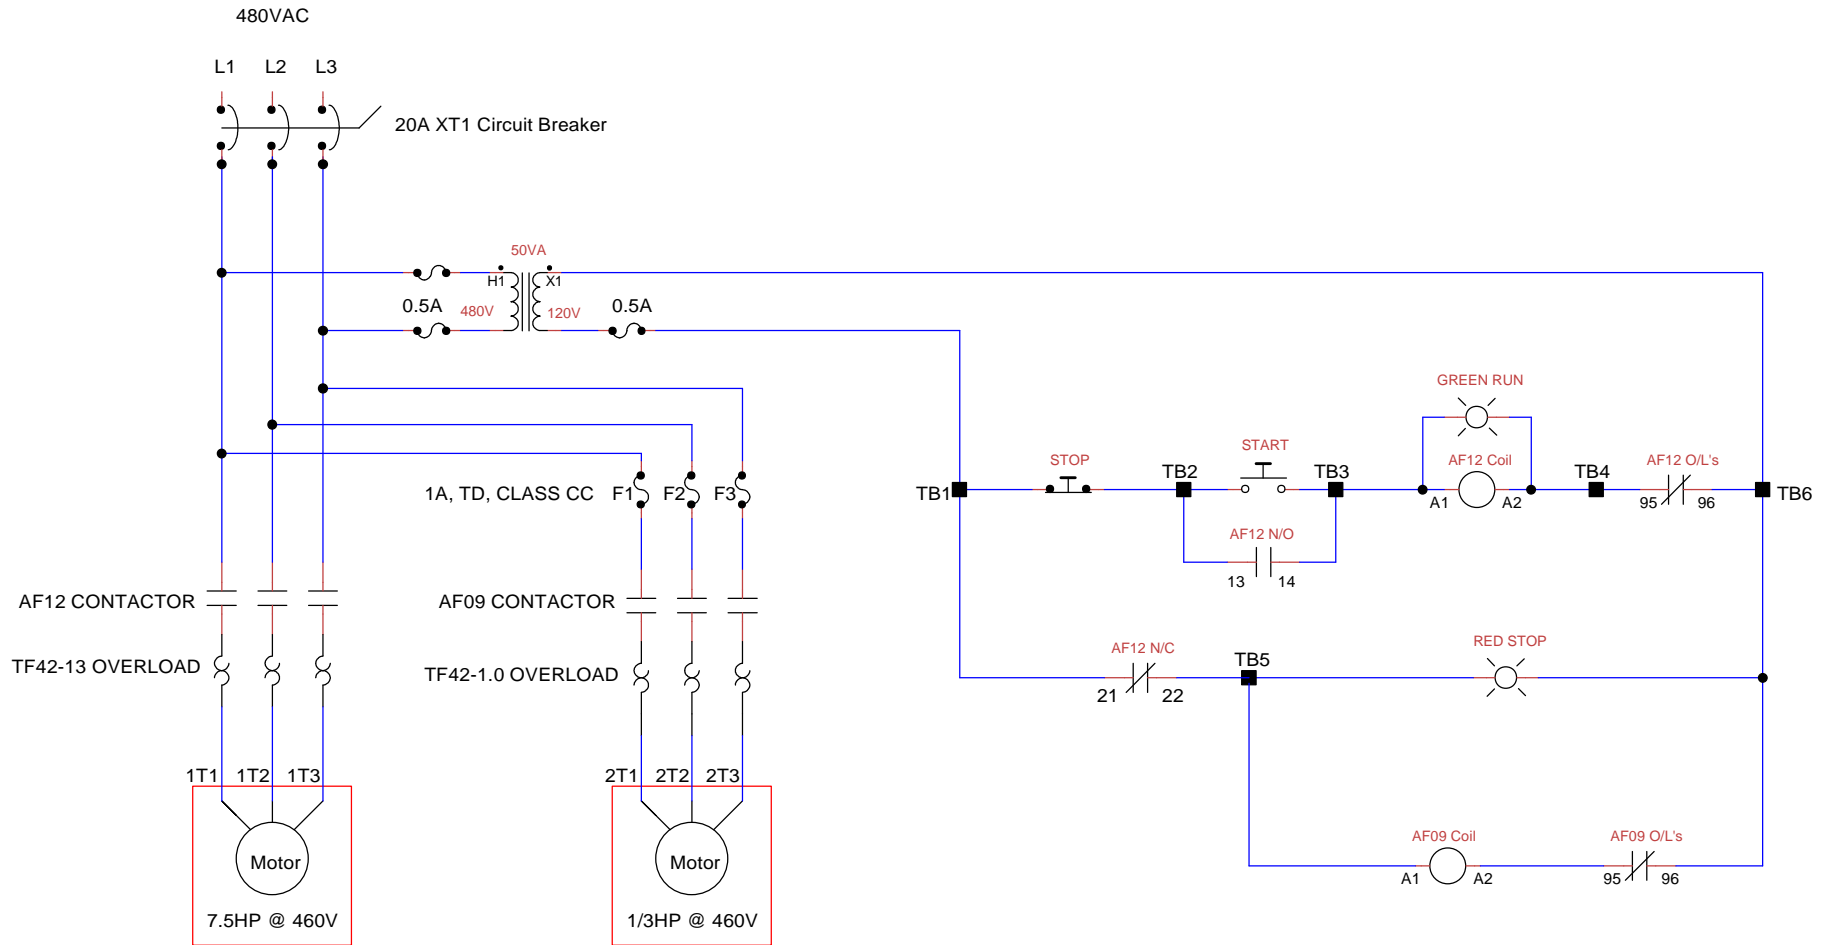 480VAC
L1 L2 L3
20A XT1 Circuit Breaker
50VA
H1 X1
0.5A 480V 120V 0.5A
GREEN RUN
STOP START AF12 Coil AF12 O/L's
TB1 TB2 TB3 TB4 TB6
A1 A2 95 96
1A, TD, CLASS CC F1 F2 F3
AF12 N/O
13 14
AF12 CONTACTOR AF09 CONTACTOR
TF42-13 OVERLOAD TF42-1.0 OVERLOAD
AF12 N/C TB5 RED STOP
21 22
1T1 1T2 1T3 2T1 2T2 2T3
AF09 Coil AF09 O/L's
A1 A2 95 96
Motor Motor
7.5HP @ 460V 1/3HP @ 460V